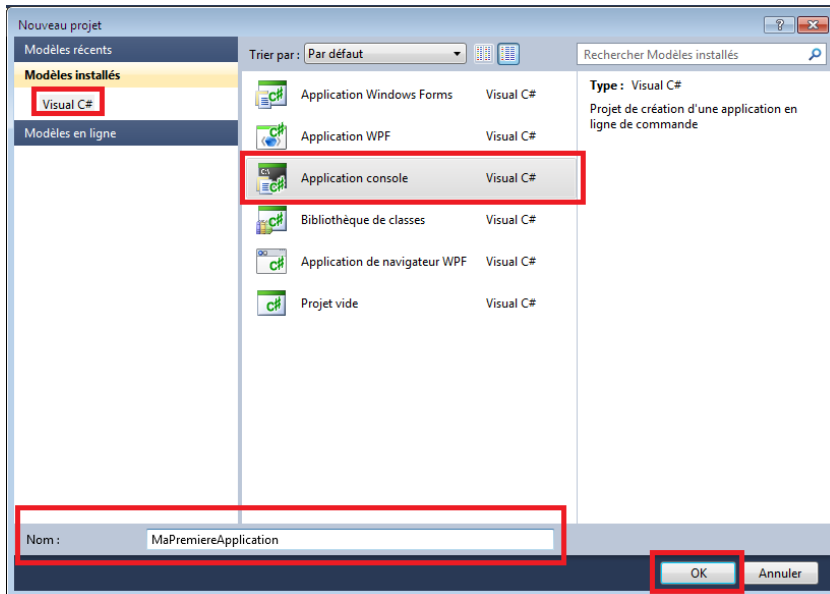 Nouveau projet
Modèles récents
Modèles installés
Visual C#
Modèles en ligne
Trier par : Par défaut
Rechercher Modèles installés
Application Windows Forms Visual C#
Application WPF Visual C#
Application console Visual C#
Bibliothèque de classes Visual C#
Application de navigateur WPF Visual C#
Projet vide Visual C#
Type : Visual C#
Projet de création d'une application en
ligne de commande
Nom : MaPremiereApplication
OK Annuler